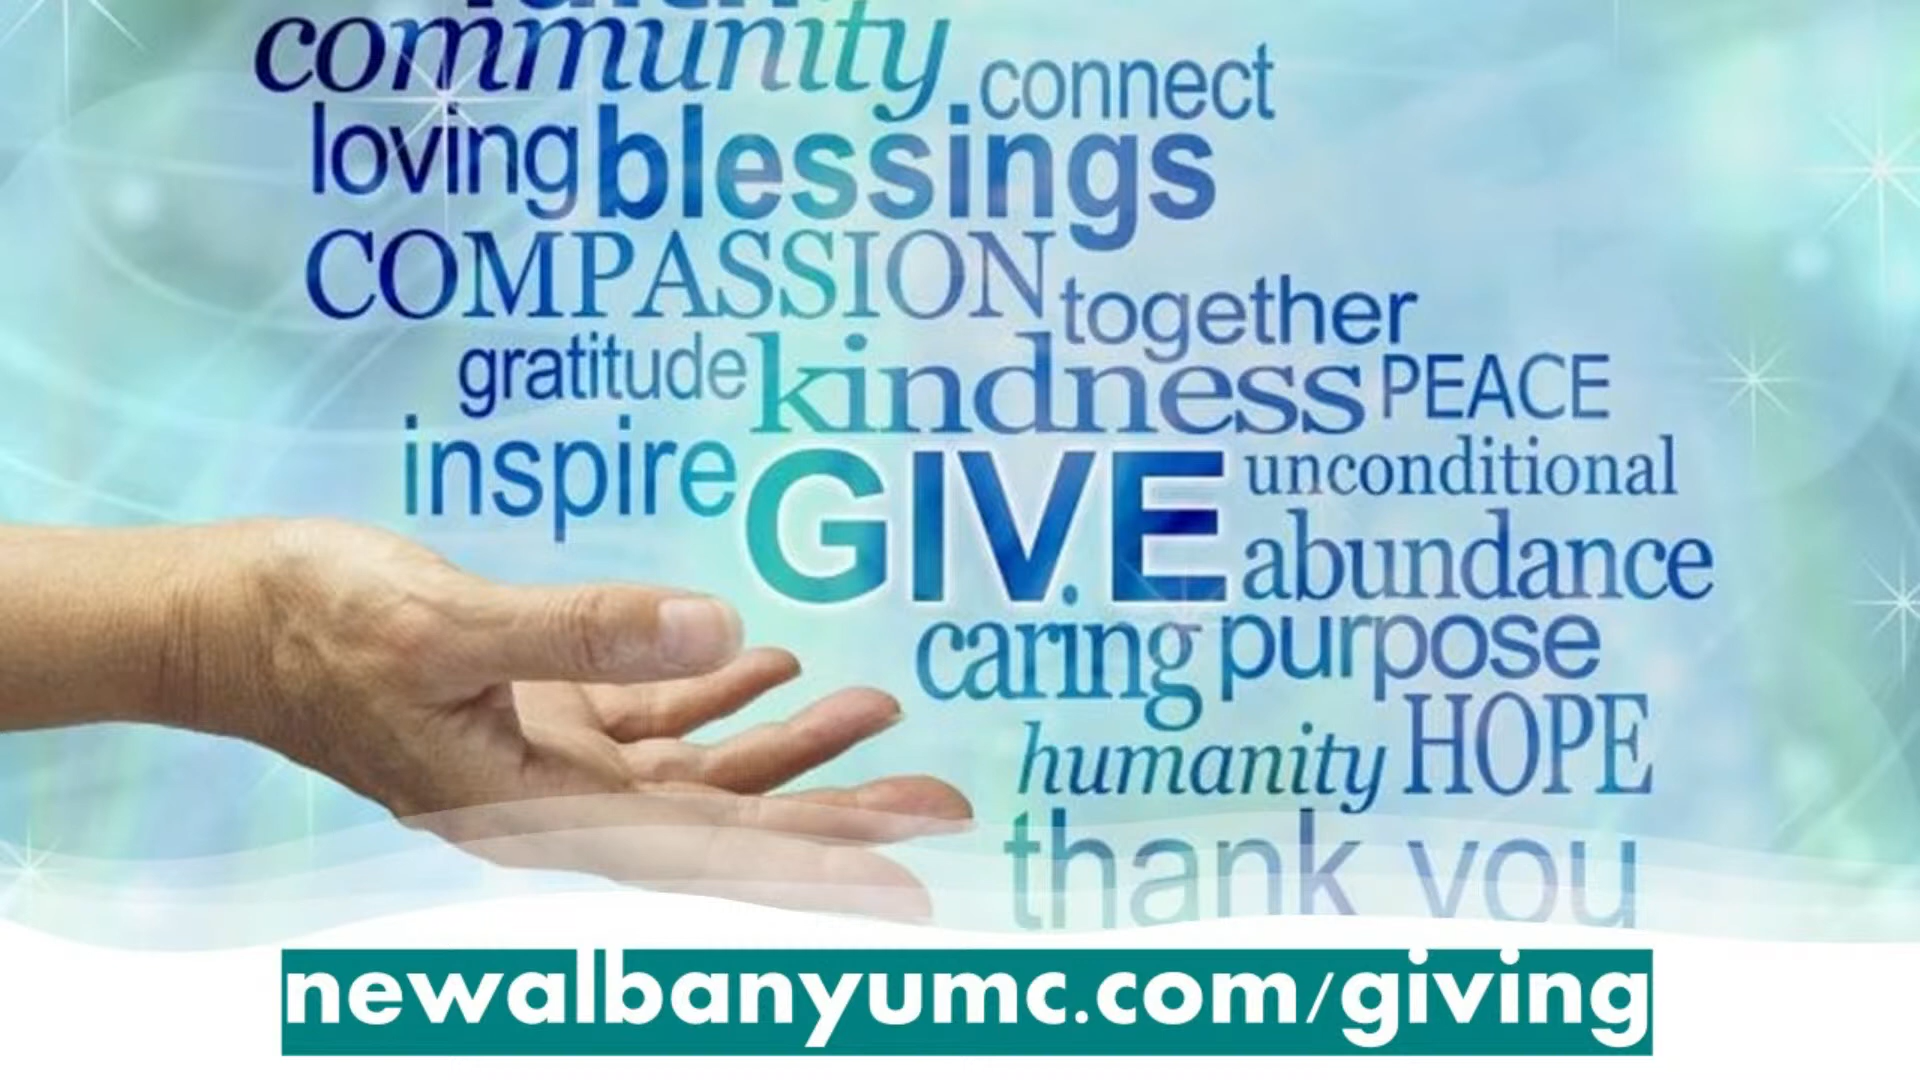 community connect
loving blessings
COMPASSION together
gratitude kindness PEACE
inspire GIVE unconditional
abundance
caring purpose
humanity HOPE
thank you
newalbanyumc.com/giving